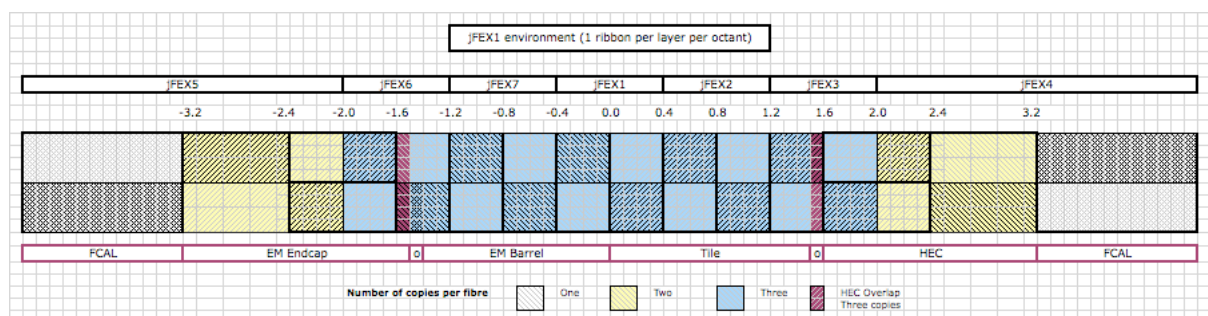 jFEX1 environment (1 ribbon per layer per octant)
jFEX5 jFEX6 jFEX7 jFEX1 jFEX2 jFEX3 jFEX4
-3.2 -2.4 -2.0 -1.6 -1.2 -0.8 -0.4 0.0 0.4 0.8 1.2 1.6 2.0 2.4 3.2
FCAL EM Endcap o EM Barrel Tile o HEC FCAL
Number of copies per fibre One Two Three HEC Overlap
Three copies